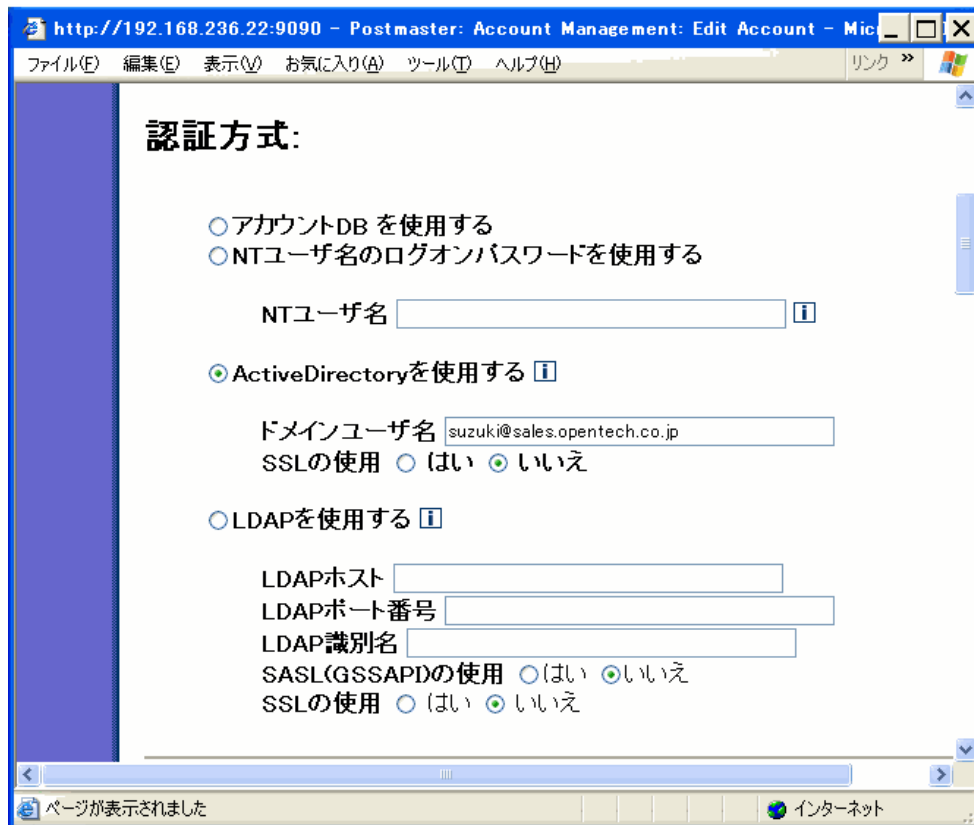 http://192.168.236.22:9090 - Postmaster: Account Management: Edit Account - Mic
ファイル(F) 編集(E) 表示(V) お気に入り(A) ツール(T) ヘルプ(H) リンク »
認証方式:
アカウントDB を使用する
NTユーザ名のログオンパスワードを使用する
NTユーザ名
ActiveDirectoryを使用する
ドメインユーザ名 suzuki@sales.opentech.co.jp
SSLの使用 はい いいえ
LDAPを使用する
LDAPホスト
LDAPポート番号
LDAP識別名
SASL(GSSAPI)の使用 はい いいえ
SSLの使用 はい いいえ
ページが表示されました インターネット